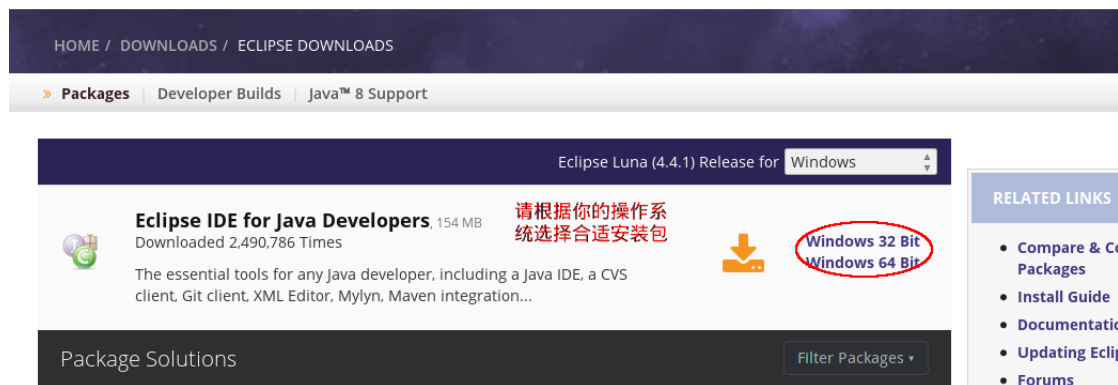 HOME / DOWNLOADS / ECLIPSE DOWNLOADS
» Packages | Developer Builds | Java™ 8 Support
Eclipse Luna (4.4.1) Release for Windows
Eclipse IDE for Java Developers, 154 MB
Downloaded 2,490,786 Times
The essential tools for any Java developer, including a Java IDE, a CVS
client, Git client, XML Editor, Mylyn, Maven integration...
请根据你的操作系
统选择合适安装包
Windows 32 Bit
Windows 64 Bit
Package Solutions
Filter Packages ▾
RELATED LINKS
• Compare &
Packages
• Install Guide
•
• Updating
• Forums